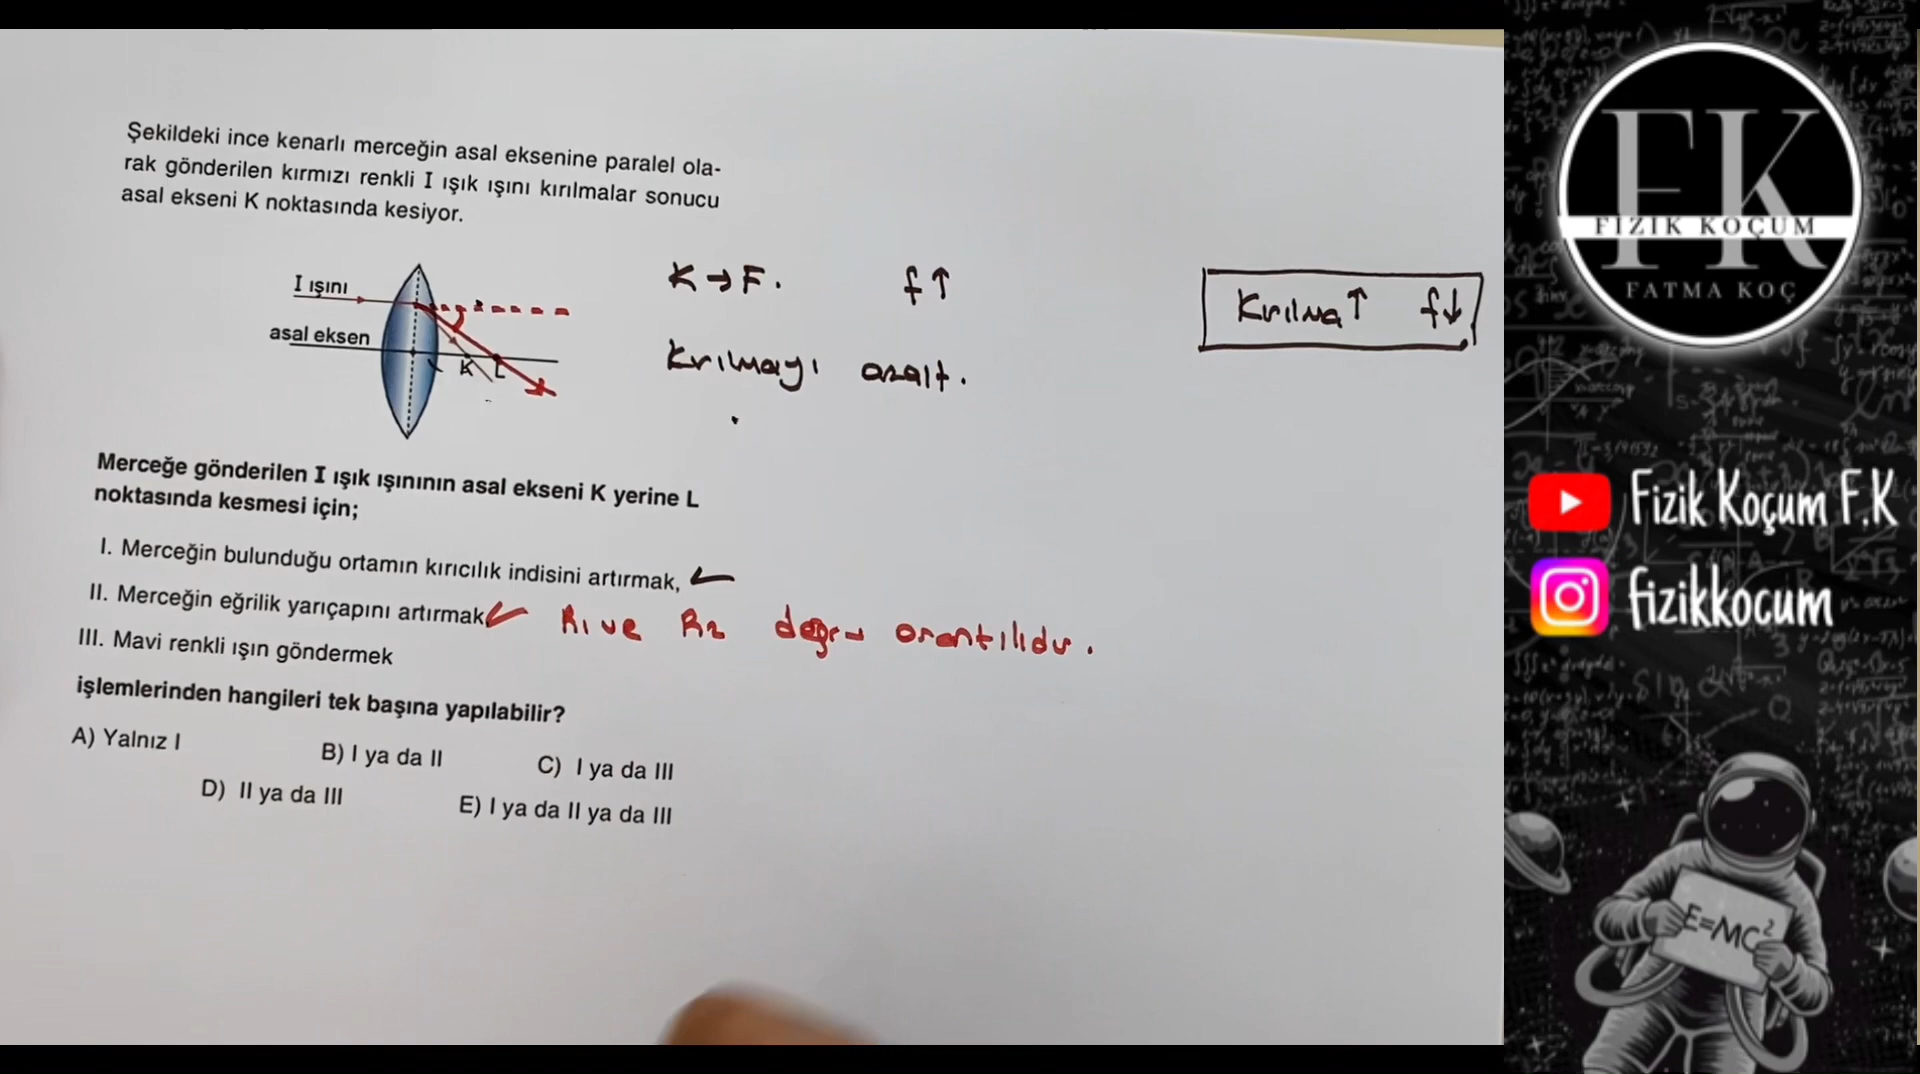 Şekildeki ince kenarlı merceğin asal eksenine paralel ola-
rak gönderilen kırmızı renkli I ışık ışını kırılmalar sonucu
asal ekseni K noktasında kesiyor.
I ışını
asal eksen
K
L
K → F.
f↑
Kırılmayı azalt.
Kırılma↑ f↓
Merceğe gönderilen I ışık ışınının asal ekseni K yerine L
noktasında kesmesi için;
I. Merceğin bulunduğu ortamın kırıcılık indisini artırmak,
II. Merceğin eğrilik yarıçapını artırmak
R1 ve R2 doğru orantılıdır.
III. Mavi renkli ışın göndermek
işlemlerinden hangileri tek başına yapılabilir?
A) Yalnız I
B) I ya da II
C) I ya da III
D) II ya da III
E) I ya da II ya da III
FK
FİZİK KOÇUM
FATMA KOÇ
Fizik Koçum F.K
fizikkocum
E=MC²